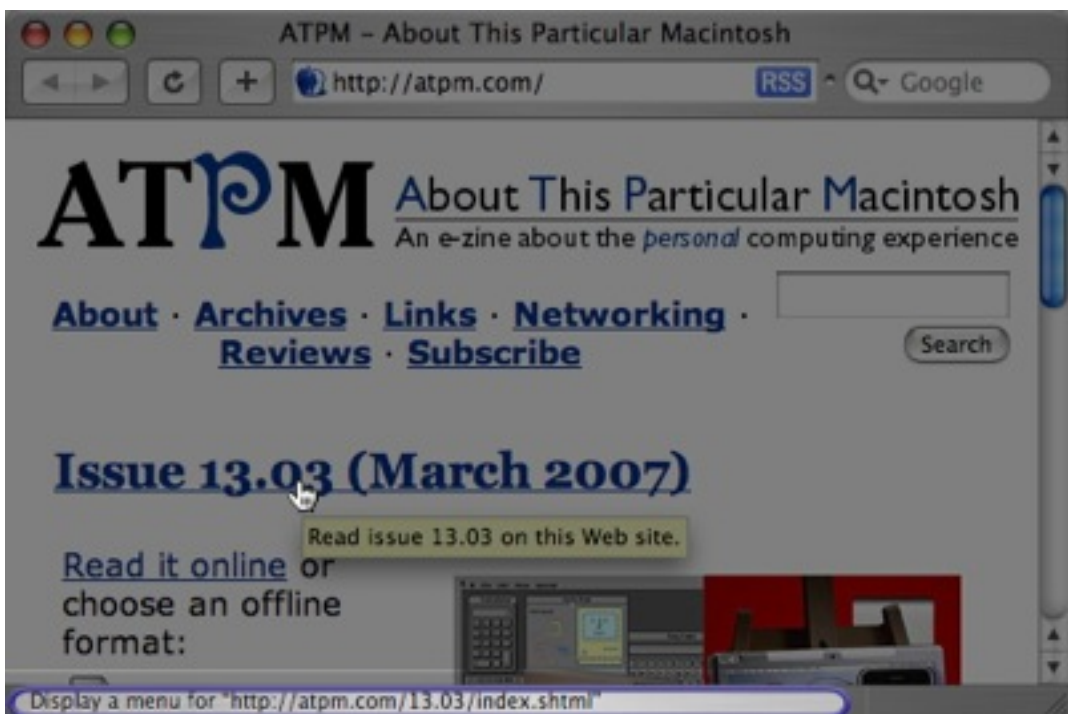 ATPM – About This Particular Macintosh
http://atpm.com/ RSS Google
ATPM About This Particular Macintosh
An e-zine about the personal computing experience
About · Archives · Links · Networking ·
Reviews · Subscribe
Search
Issue 13.03 (March 2007)
Read issue 13.03 on this Web site.
Read it online or
choose an offline
format:
Display a menu for "http://atpm.com/13.03/index.shtml"